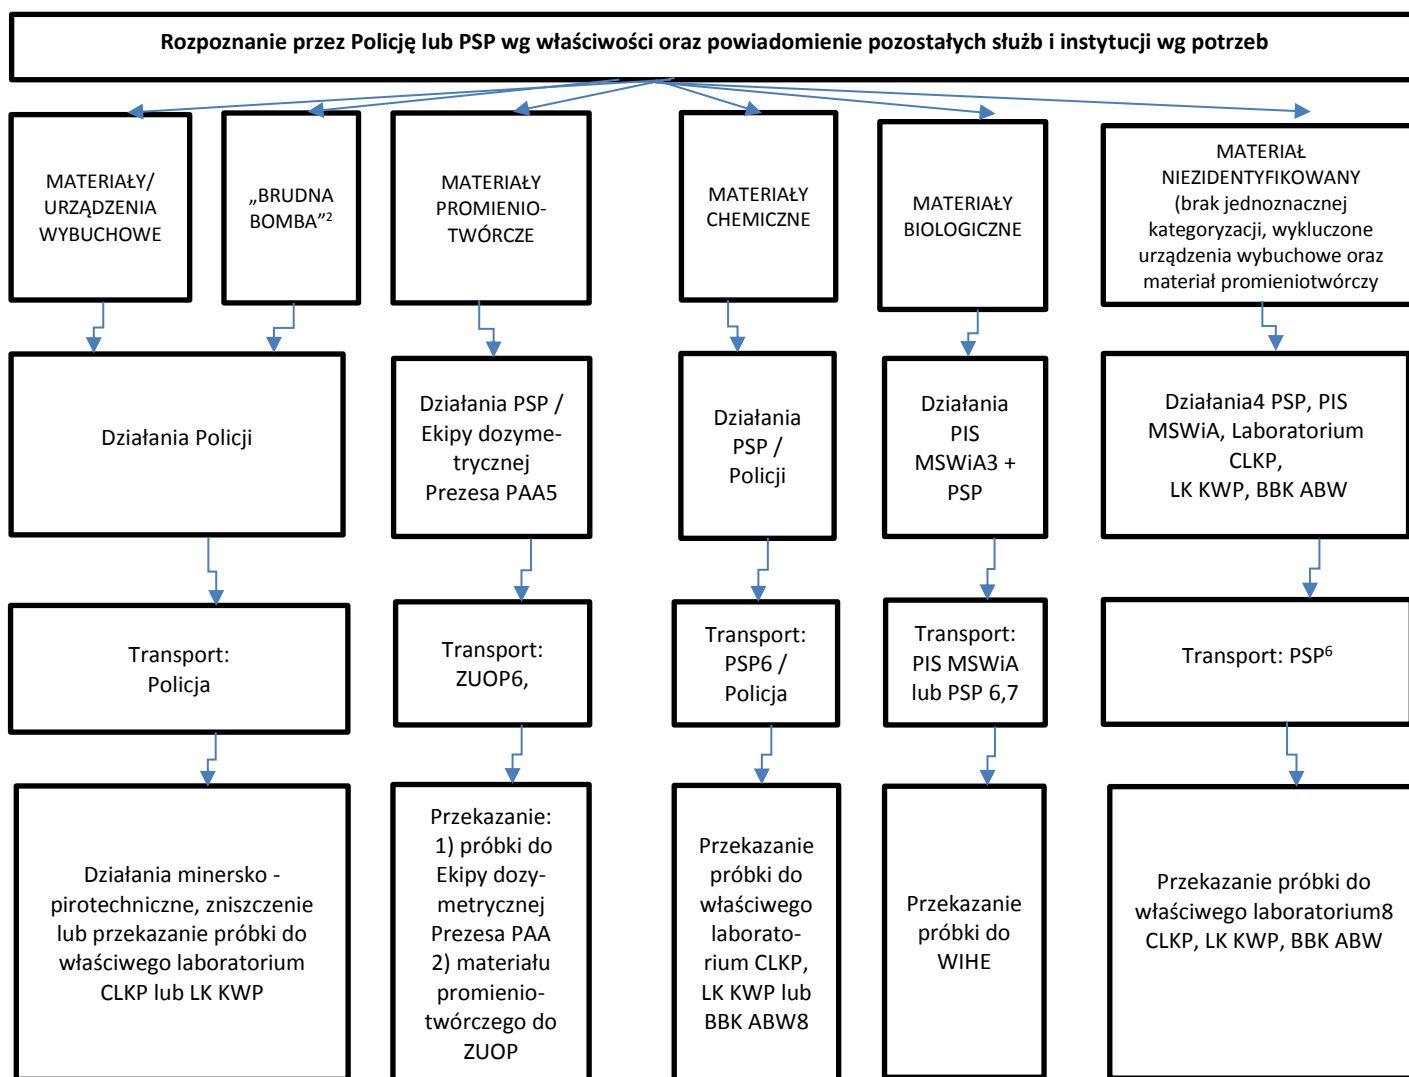 Rozpoznanie przez Policję lub PSP wg właściwości oraz powiadomienie pozostałych służb i instytucji wg potrzeb
MATERIAŁY/
URZĄDZENIA
WYBUCHOWE
„BRUDNA
BOMBA”²
MATERIAŁY
PROMIENIO-
TWÓRCZE
MATERIAŁY
CHEMICZNE
MATERIAŁY
BIOLOGICZNE
MATERIAŁ
NIEZIDENTYFIKOWANY
(brak jednoznacznej
kategoryzacji, wykluczone
urządzenia wybuchowe oraz
materiał promieniotwórczy
Działania Policji
Działania PSP /
Ekipy dozyme-
trycznej
Prezesa PAA5
Działania
PSP /
Policji
Działania
PIS
MSWiA3 +
PSP
Działania4 PSP, PIS
MSWiA, Laboratorium
CLKP,
LK KWP, BBK ABW
Transport:
Policja
Transport:
ZUOP6,
Transport:
PSP6 /
Policja
Transport:
PIS MSWiA
lub PSP 6,7
Transport: PSP⁶
Działania minersko -
pirotechniczne, zniszczenie
lub przekazanie próbki do
właściwego laboratorium
CLKP lub LK KWP
Przekazanie:
1) próbki do
Ekipy dozy-
metrycznej
Prezesa PAA
2) materiału
promienio-
twórczego do
ZUOP
Przekazanie
próbki do
właściwego
laborato-
rium CLKP,
LK KWP lub
BBK ABW8
Przekazanie
próbki do
WIHE
Przekazanie próbki do
właściwego laboratorium8
CLKP, LK KWP, BBK ABW